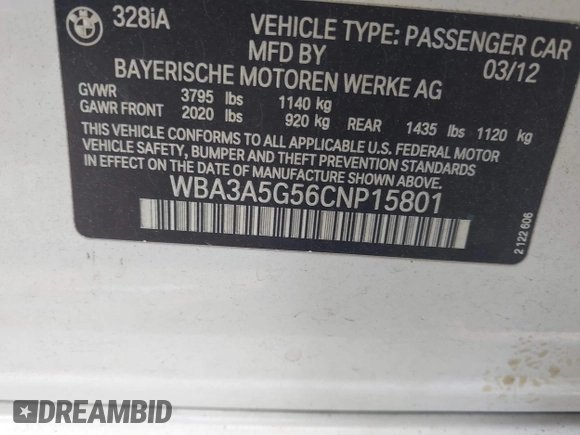 328iA VEHICLE TYPE: PASSENGER CAR
MFD BY 03/12
BAYERISCHE MOTOREN WERKE AG
GVWR 3795 lbs 1140 kg
GAWR FRONT 2020 lbs 920 kg REAR 1435 lbs 1120 kg
THIS VEHICLE CONFORMS TO ALL APPLICABLE U.S. FEDERAL MOTOR
VEHICLE SAFETY, BUMPER AND THEFT PREVENTION STANDARDS
IN EFFECT ON THE DATE OF MANUFACTURE SHOWN ABOVE.
WBA3A5G56CNP15801
2 122 606
DREAMBID